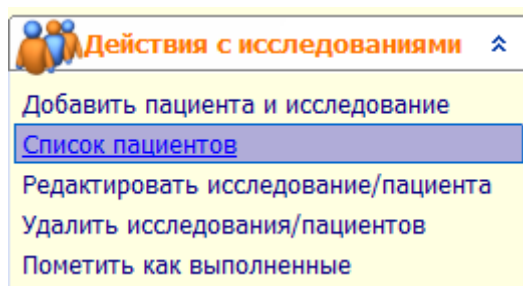 Действия с исследованиями
Добавить пациента и исследование
Список пациентов
Редактировать исследование/пациента
Удалить исследования/пациентов
Пометить как выполненные